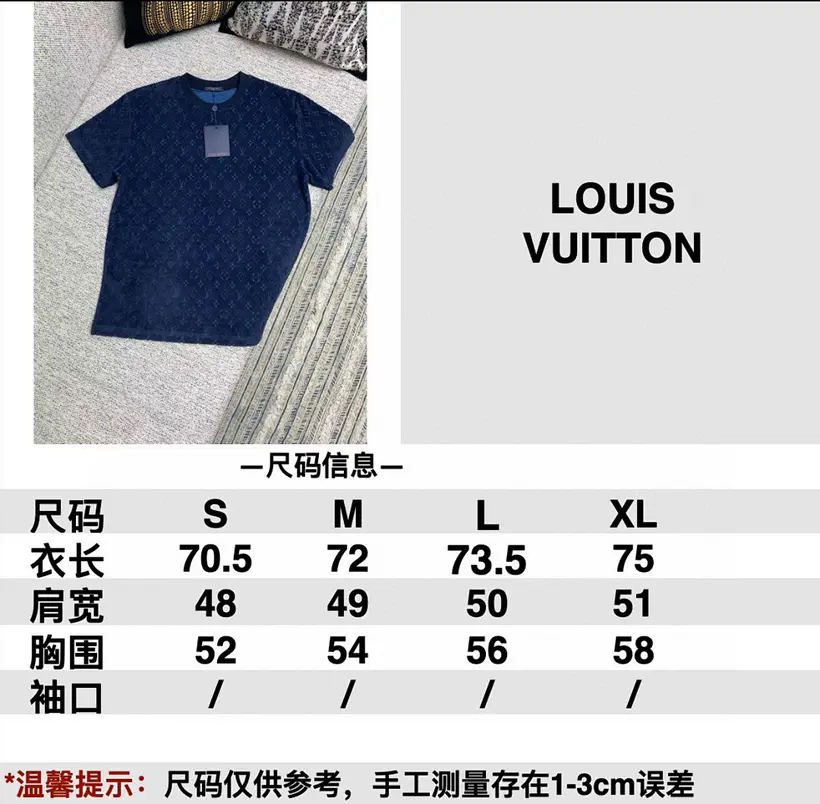 LOUIS
VUITTON
—尺码信息—
尺码 S M L XL
衣长 70.5 72 73.5 75
肩宽 48 49 50 51
胸围 52 54 56 58
袖口 / / / /
*温馨提示：尺码仅供参考，手工测量存在1-3cm误差